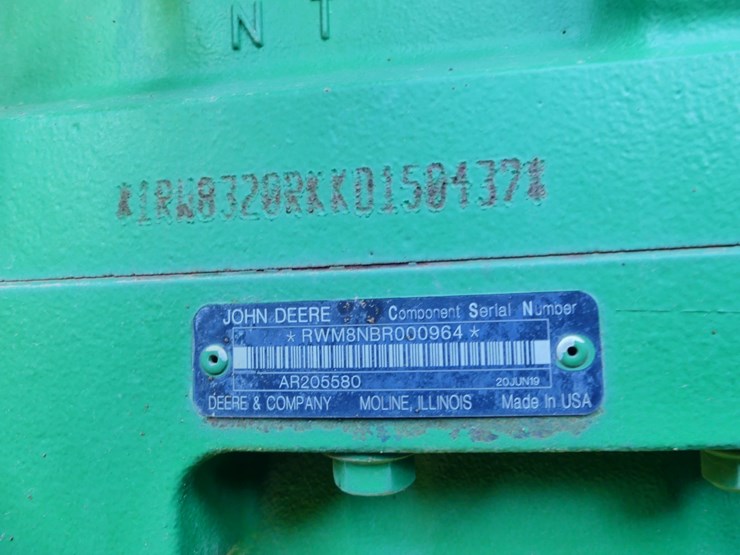 N T
*1RW8320RKKD150437*
JOHN DEERE Component Serial Number
*RWM8NBR000964*
AR205580 20JUN19
DEERE & COMPANY MOLINE, ILLINOIS Made In USA